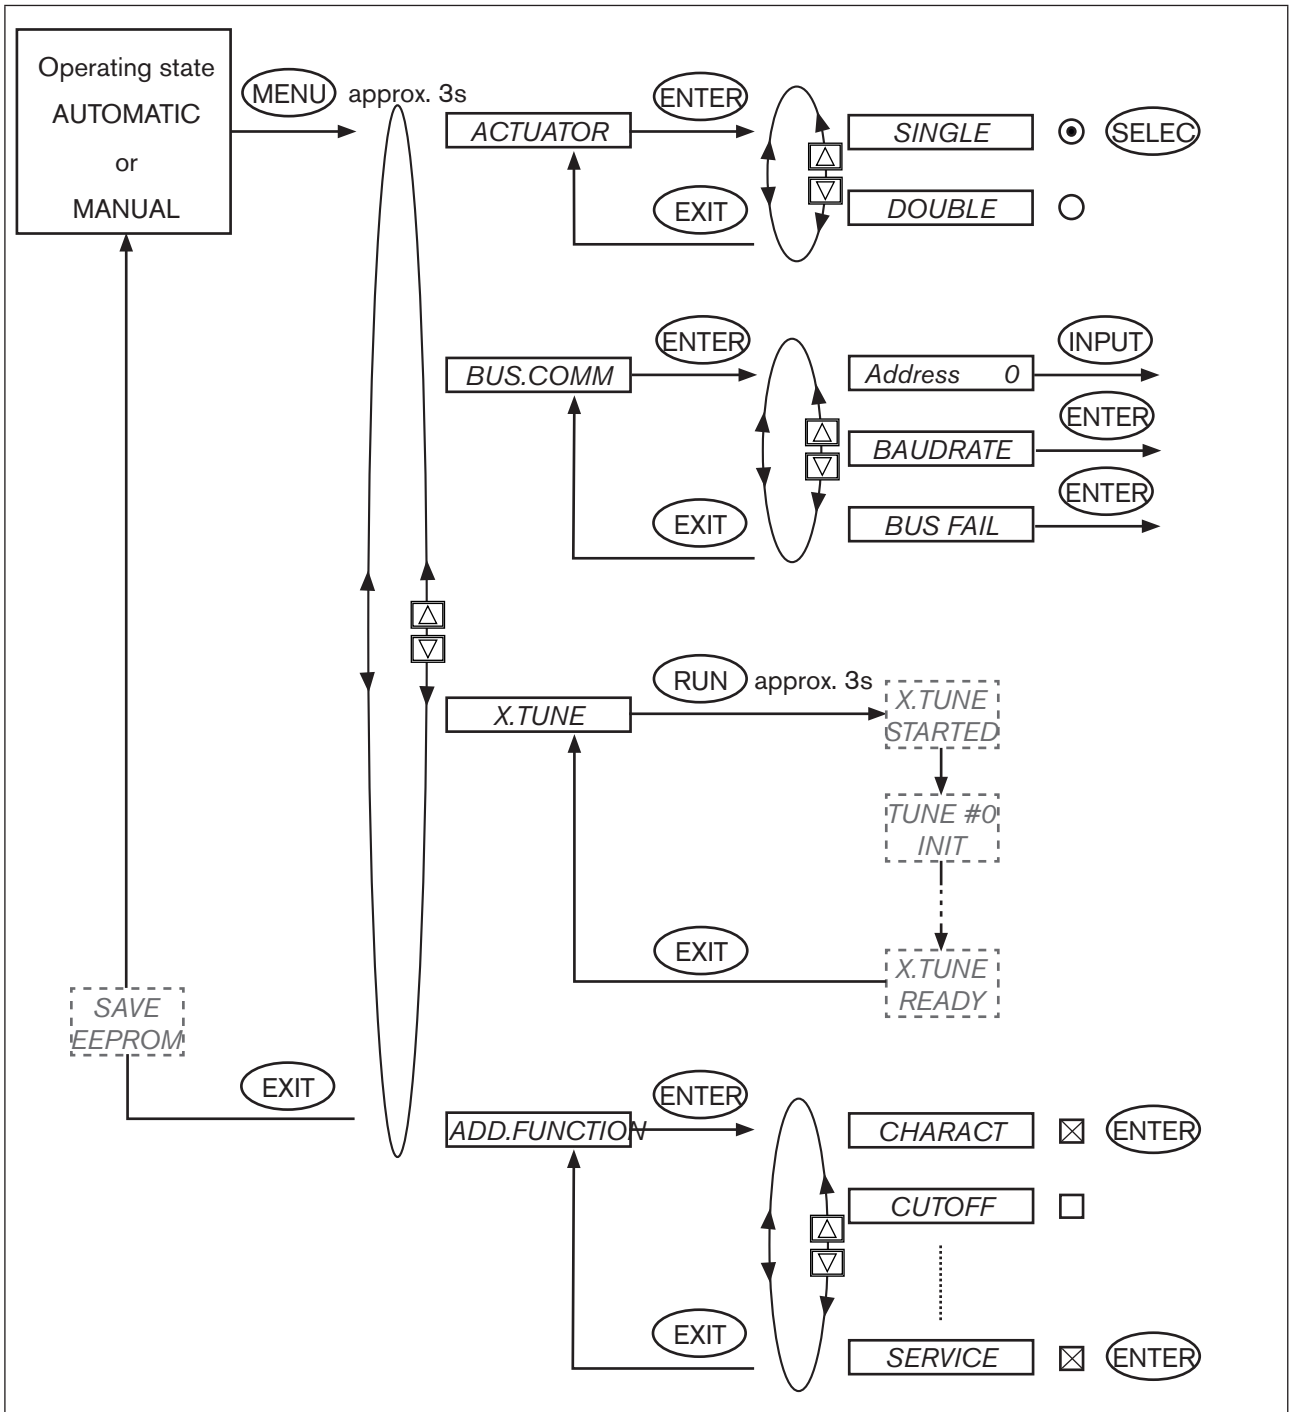 Operating state
AUTOMATIC
or
MANUAL
MENU approx. 3s
ACTUATOR
ENTER
EXIT
SINGLE
SELEC
DOUBLE
BUS.COMM
ENTER
EXIT
Address 0
INPUT
BAUDRATE
ENTER
BUS FAIL
ENTER
X.TUNE
RUN approx. 3s
X.TUNE
STARTED
TUNE #0
INIT
X.TUNE
READY
EXIT
SAVE
EEPROM
EXIT
ADD.FUNCTION
ENTER
EXIT
CHARACT
ENTER
CUTOFF
SERVICE
ENTER